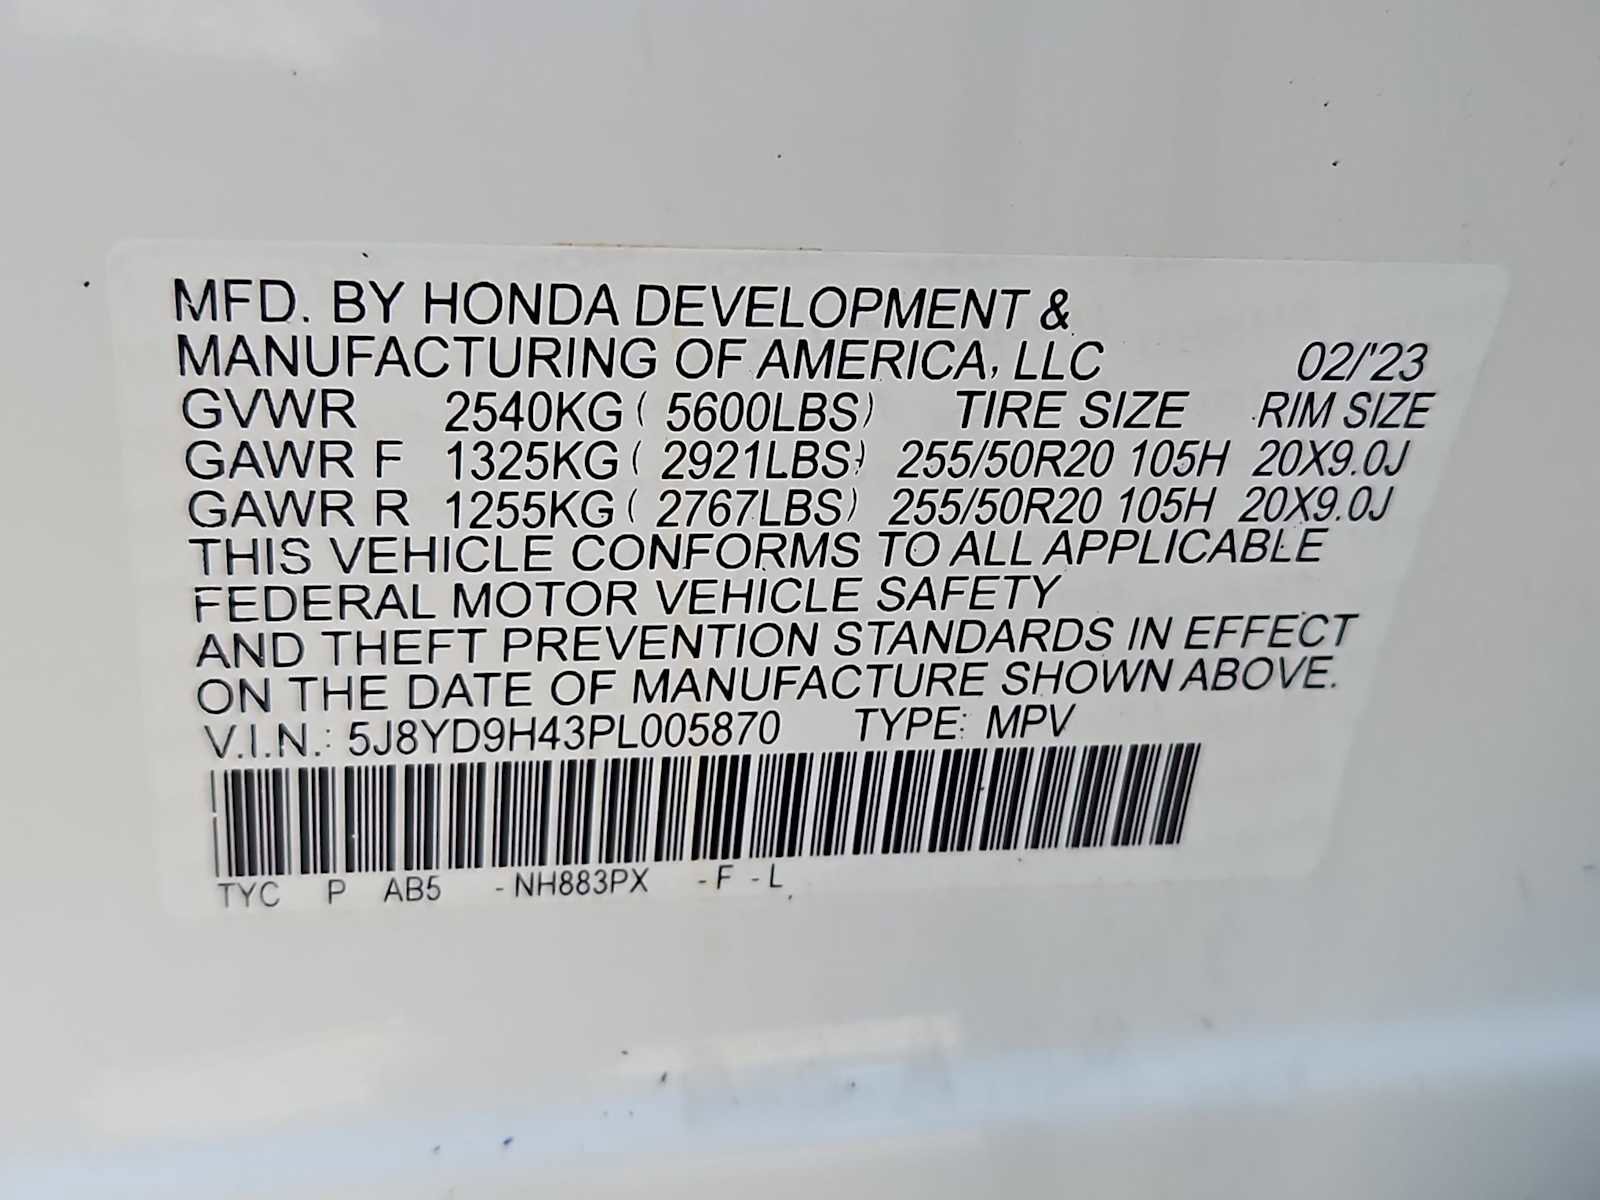 MFD. BY HONDA DEVELOPMENT &
MANUFACTURING OF AMERICA, LLC 02/'23
GVWR 2540KG ( 5600LBS) TIRE SIZE RIM SIZE
GAWR F 1325KG ( 2921LBS) 255/50R20 105H 20X9.0J
GAWR R 1255KG ( 2767LBS) 255/50R20 105H 20X9.0J
THIS VEHICLE CONFORMS TO ALL APPLICABLE
FEDERAL MOTOR VEHICLE SAFETY
AND THEFT PREVENTION STANDARDS IN EFFECT
ON THE DATE OF MANUFACTURE SHOWN ABOVE.
V.I.N.: 5J8YD9H43PL005870 TYPE: MPV
TYC P AB5 -NH883PX -F -L